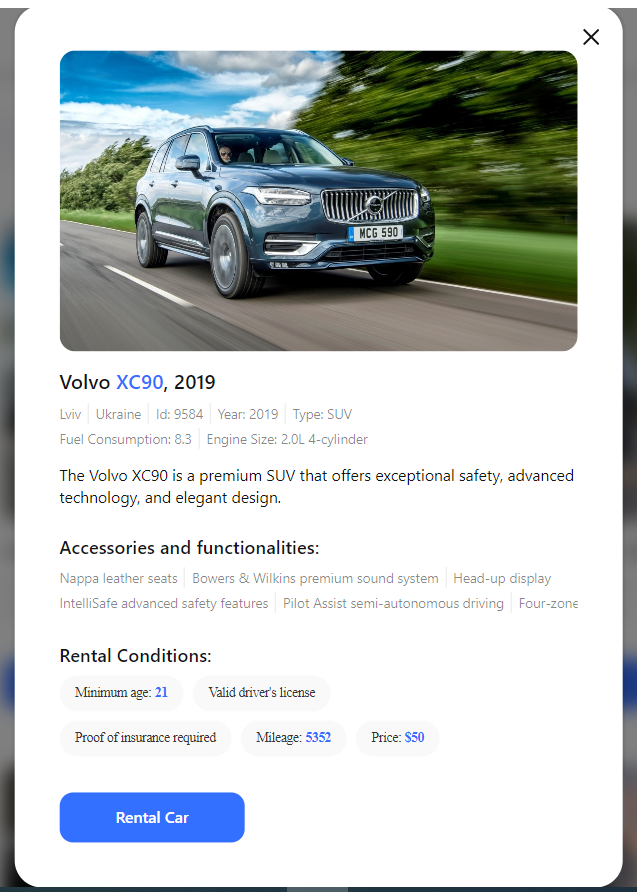 MCG 590
Volvo XC90, 2019
Lviv Ukraine Id: 9584 Year: 2019 Type: SUV
Fuel Consumption: 8.3 Engine Size: 2.0L 4-cylinder
The Volvo XC90 is a premium SUV that offers exceptional safety, advanced
technology, and elegant design.
Accessories and functionalities:
Nappa leather seats Bowers & Wilkins premium sound system Head-up display
IntelliSafe advanced safety features Pilot Assist semi-autonomous driving Four-zone
Rental Conditions:
Minimum age: 21 Valid driver's license
Proof of insurance required Mileage: 5352 Price: $50
Rental Car